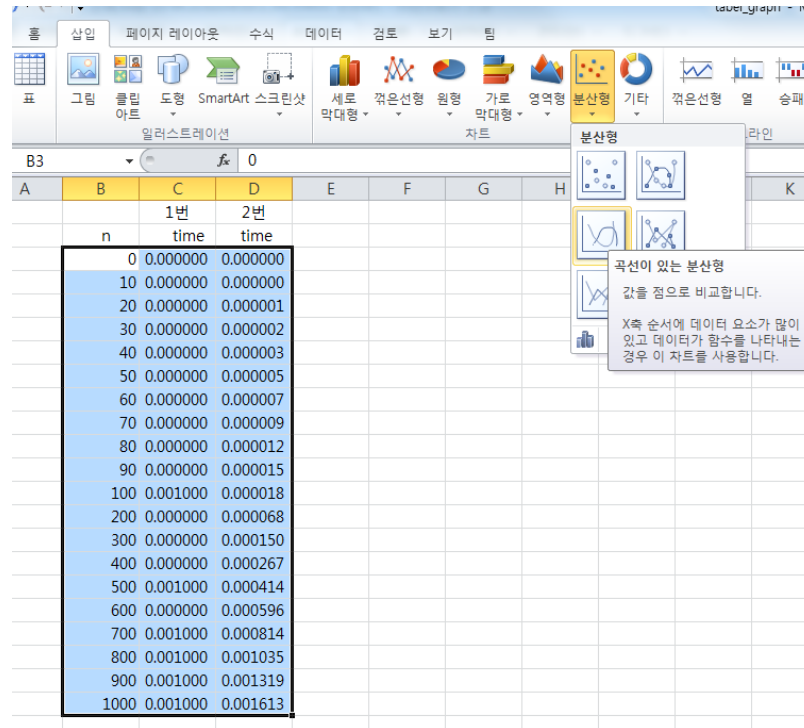 tabel_graph -
홈 삽입 페이지 레이아웃 수식 데이터 검토 보기 팀
표 그림 클립 아트 도형 SmartArt 스크린샷 세로 막대형 꺾은선형 원형 가로 막대형 영역형 분산형 기타 꺾은선형 열 승패
일러스트레이션 차트 라인
분산형
B3 fx 0
A B C D E F G H K
1번 2번
n time time
0 0.000000 0.000000
10 0.000000 0.000000
20 0.000000 0.000001
30 0.000000 0.000002
40 0.000000 0.000003
50 0.000000 0.000005
60 0.000000 0.000007
70 0.000000 0.000009
80 0.000000 0.000012
90 0.000000 0.000015
100 0.001000 0.000018
200 0.000000 0.000068
300 0.000000 0.000150
400 0.000000 0.000267
500 0.001000 0.000414
600 0.000000 0.000596
700 0.001000 0.000814
800 0.001000 0.001035
900 0.001000 0.001319
1000 0.001000 0.001613
곡선이 있는 분산형
값을 점으로 비교합니다.
X축 순서에 데이터 요소가 많이
있고 데이터가 함수를 나타내는
경우 이 차트를 사용합니다.